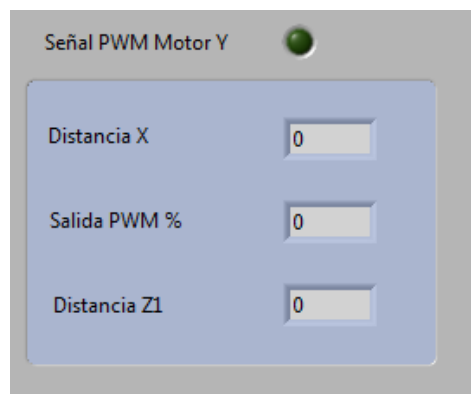 Señal PWM Motor Y
Distancia X 0
Salida PWM % 0
Distancia Z1 0